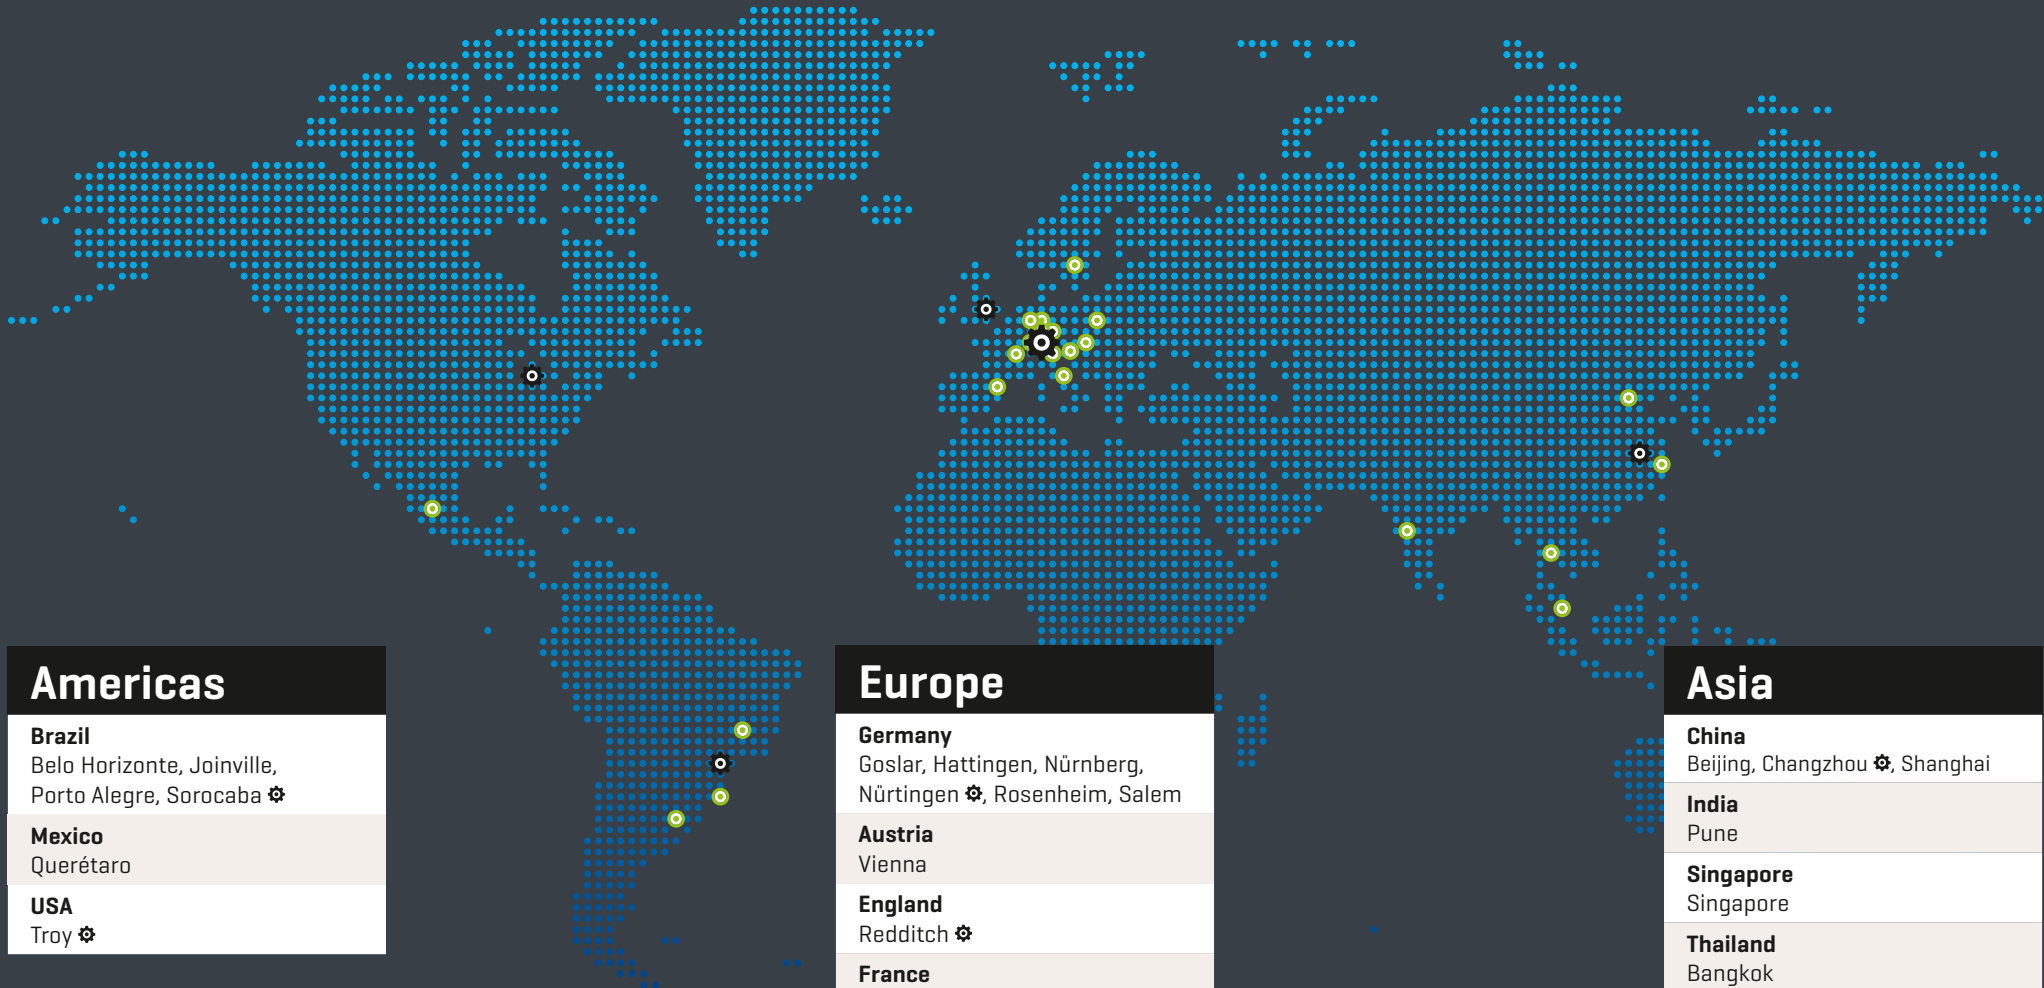 Americas
Brazil
Belo Horizonte, Joinville,
Porto Alegre, Sorocaba
Mexico
Querétaro
USA
Troy
Europe
Germany
Goslar, Hattingen, Nürnberg,
Nürtingen , Rosenheim, Salem
Austria
Vienna
England
Redditch
France
Asia
China
Beijing, Changzhou , Shanghai
India
Pune
Singapore
Singapore
Thailand
Bangkok